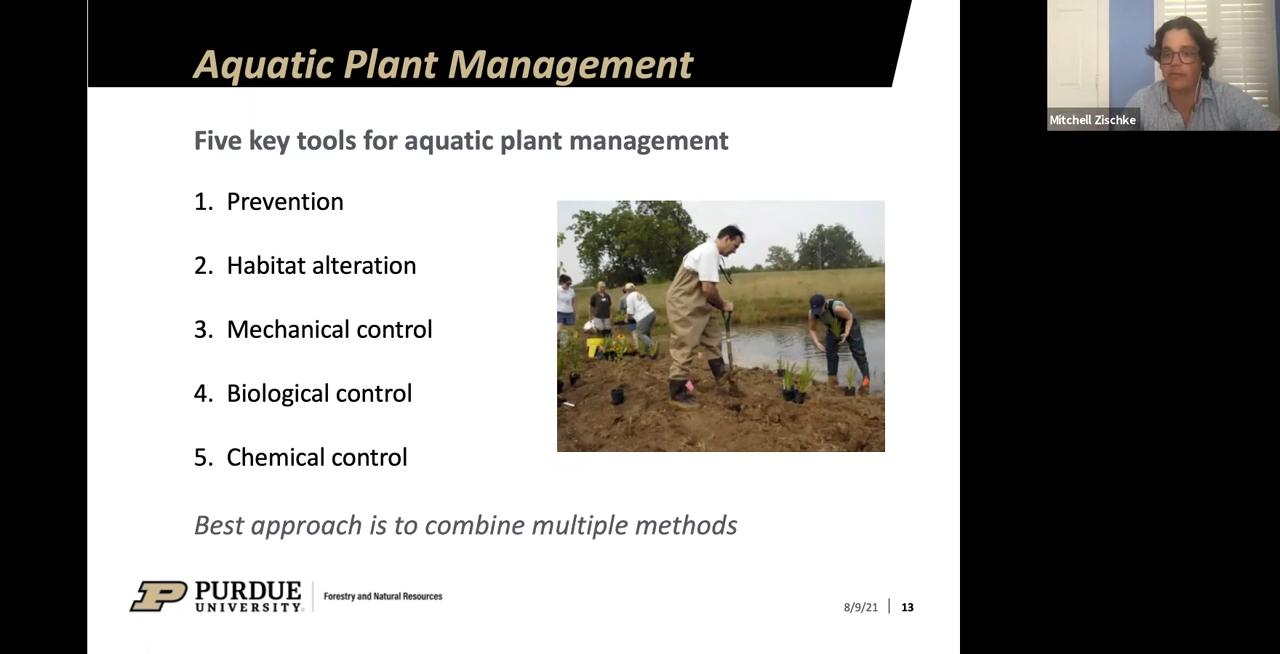 Aquatic Plant Management
Five key tools for aquatic plant management
1. Prevention
2. Habitat alteration
3. Mechanical control
4. Biological control
5. Chemical control
Best approach is to combine multiple methods
P PURDUE UNIVERSITY
Forestry and Natural Resources
8/9/21 | 13
Mitchell Zischke